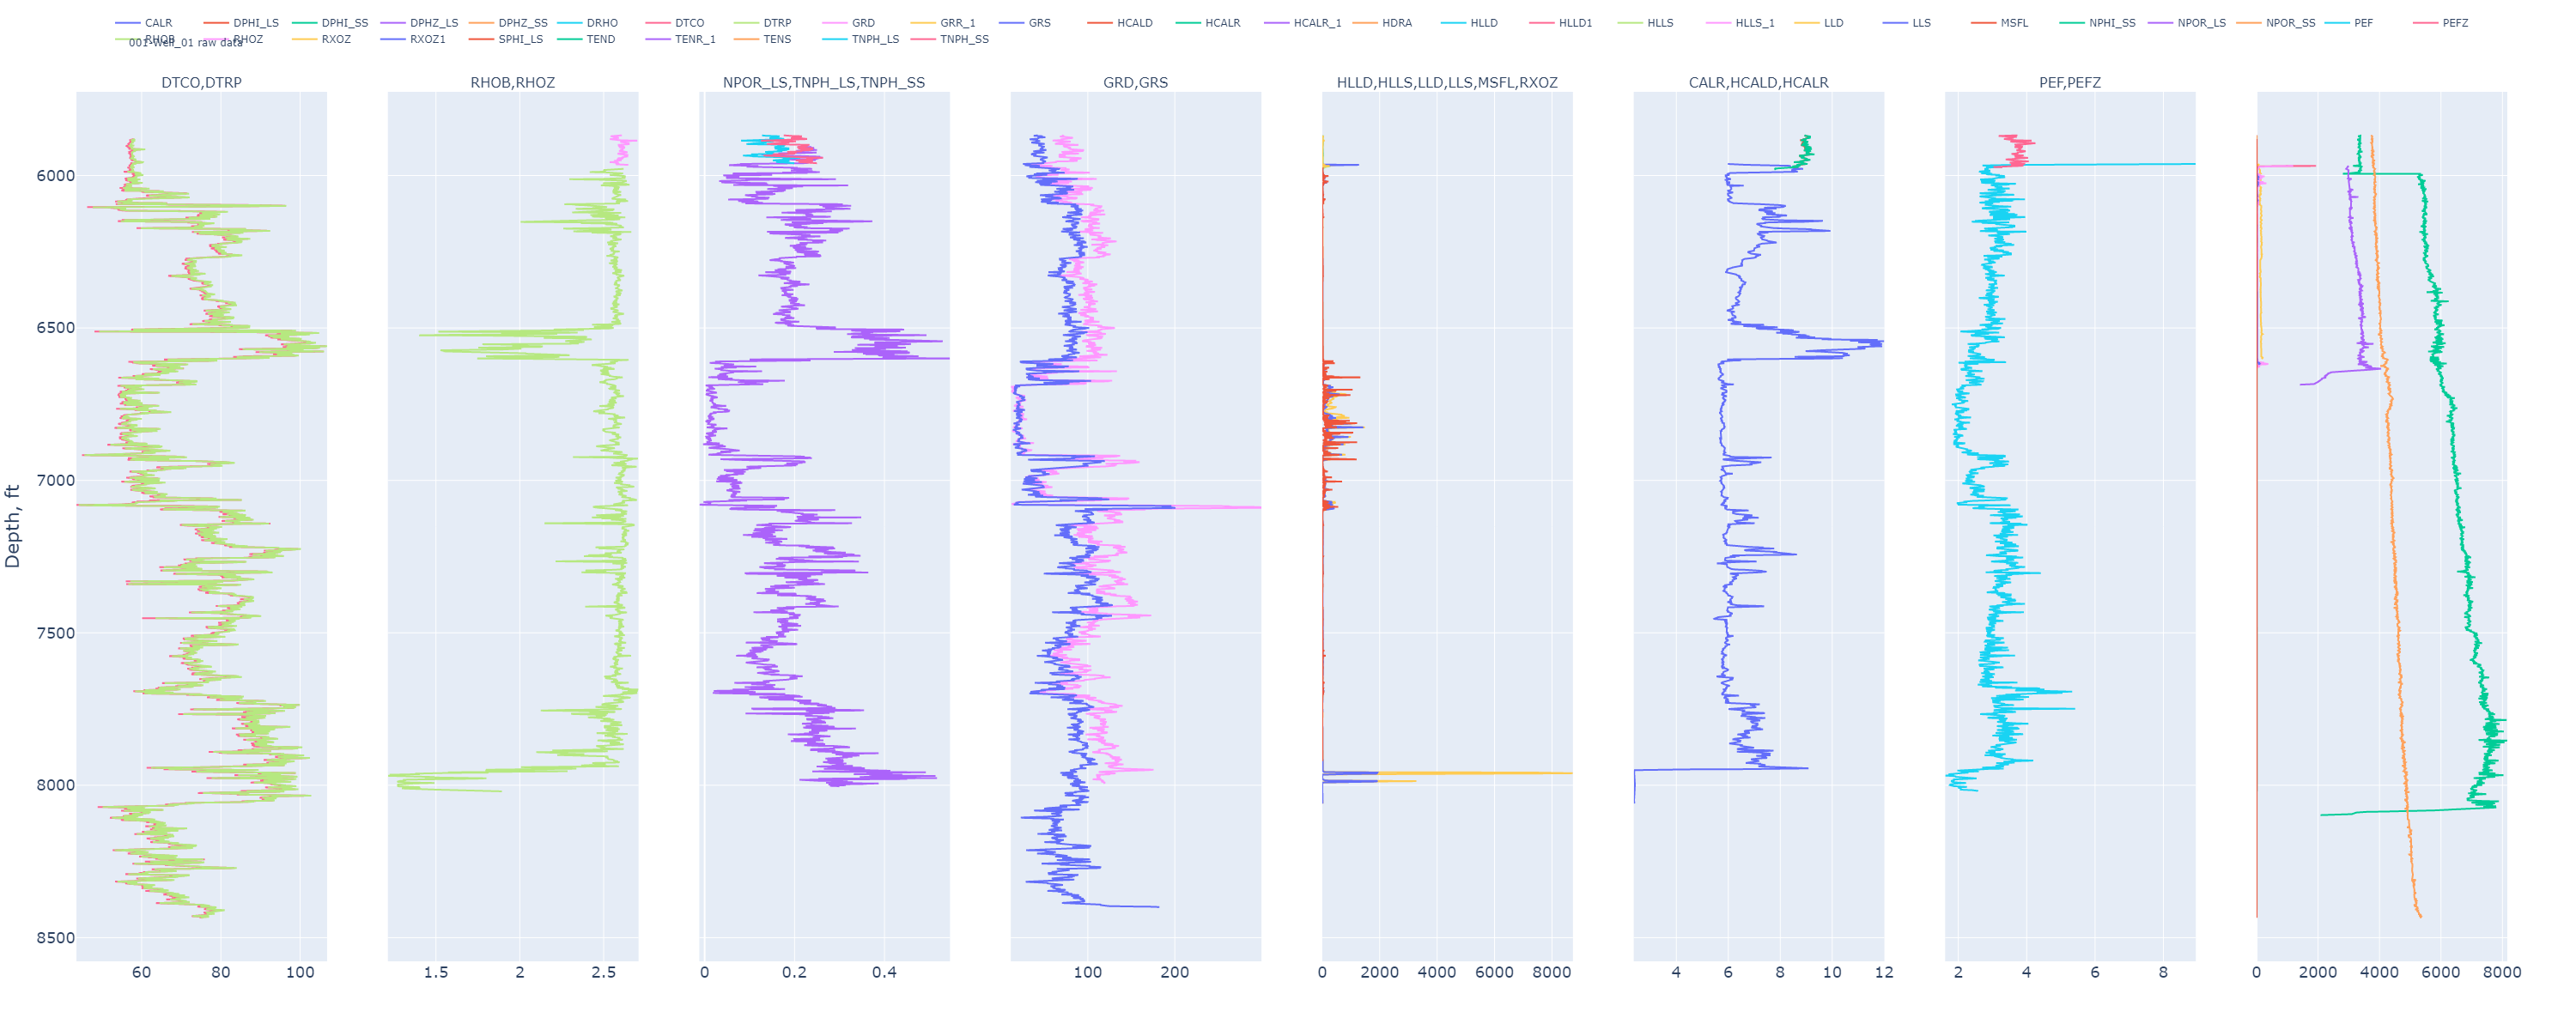 CALR DPHI_LS DPHI_SS DPHZ_LS DPHZ_SS DRHO DTCO DTRP GRD GRR_1 GRS HCALD HCALR HCALR_1 HDRA HLLD HLLD1 HLLS HLLS_1 LLD LLS MSFL NPHI_SS NPOR_LS NPOR_SS PEF PEFZ
RHOB RHOZ RXOZ RXOZ1 SPHI_LS TEND TENR_1 TENS TNPH_LS TNPH_SS
001-Well_01 raw data
DTCO,DTRP RHOB,RHOZ NPOR_LS,TNPH_LS,TNPH_SS GRD,GRS HLLD,HLLS,LLD,LLS,MSFL,RXOZ CALR,HCALD,HCALR PEF,PEFZ
6000
6500
7000
Depth, ft
7500
8000
8500
60 80 100 1.5 2 2.5 0 0.2 0.4 100 200 0 2000 4000 6000 8000 4 6 8 10 12 2 4 6 8 0 2000 4000 6000 8000